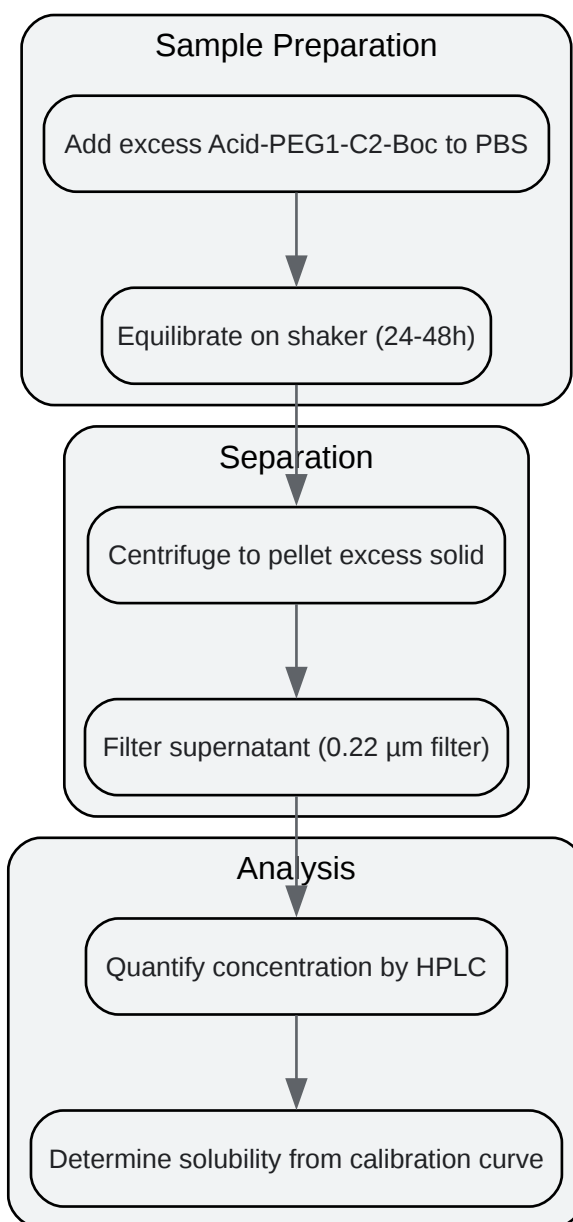 Sample Preparation
Add excess Acid-PEG1-C2-Boc to PBS
Equilibrate on shaker (24-48h)
Separation
Centrifuge to pellet excess solid
Filter supernatant (0.22 µm filter)
Analysis
Quantify concentration by HPLC
Determine solubility from calibration curve